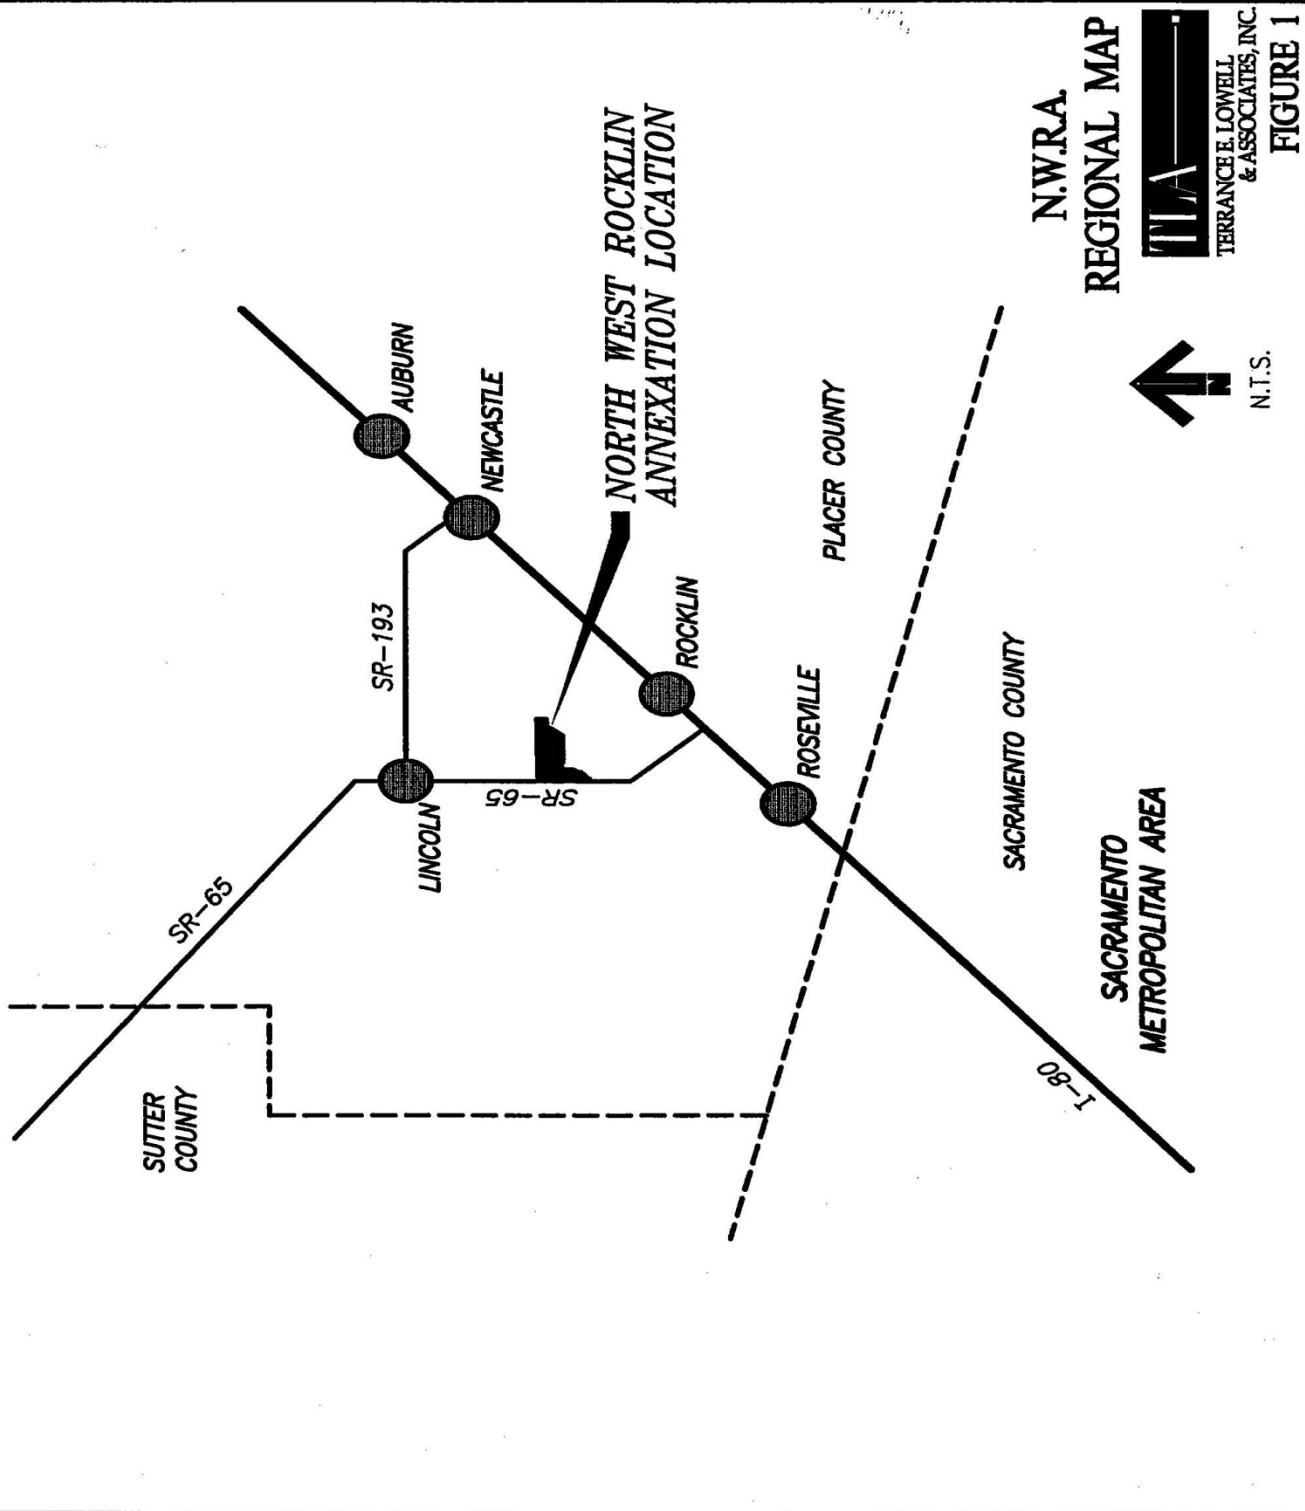 SUTTER
COUNTY
SR-65
LINCOLN
SR-193
SR-65
AUBURN
NEWCASTLE
NORTH WEST ROCKLIN
ANNEXATION LOCATION
ROCKLIN
ROSEVILLE
PLACER COUNTY
SACRAMENTO COUNTY
SACRAMENTO
METROPOLITAN AREA
I-80
N
N.T.S.
N.W.R.A.
REGIONAL MAP
TLA
TERRANCE E. LOWELL
& ASSOCIATES, INC.
FIGURE 1